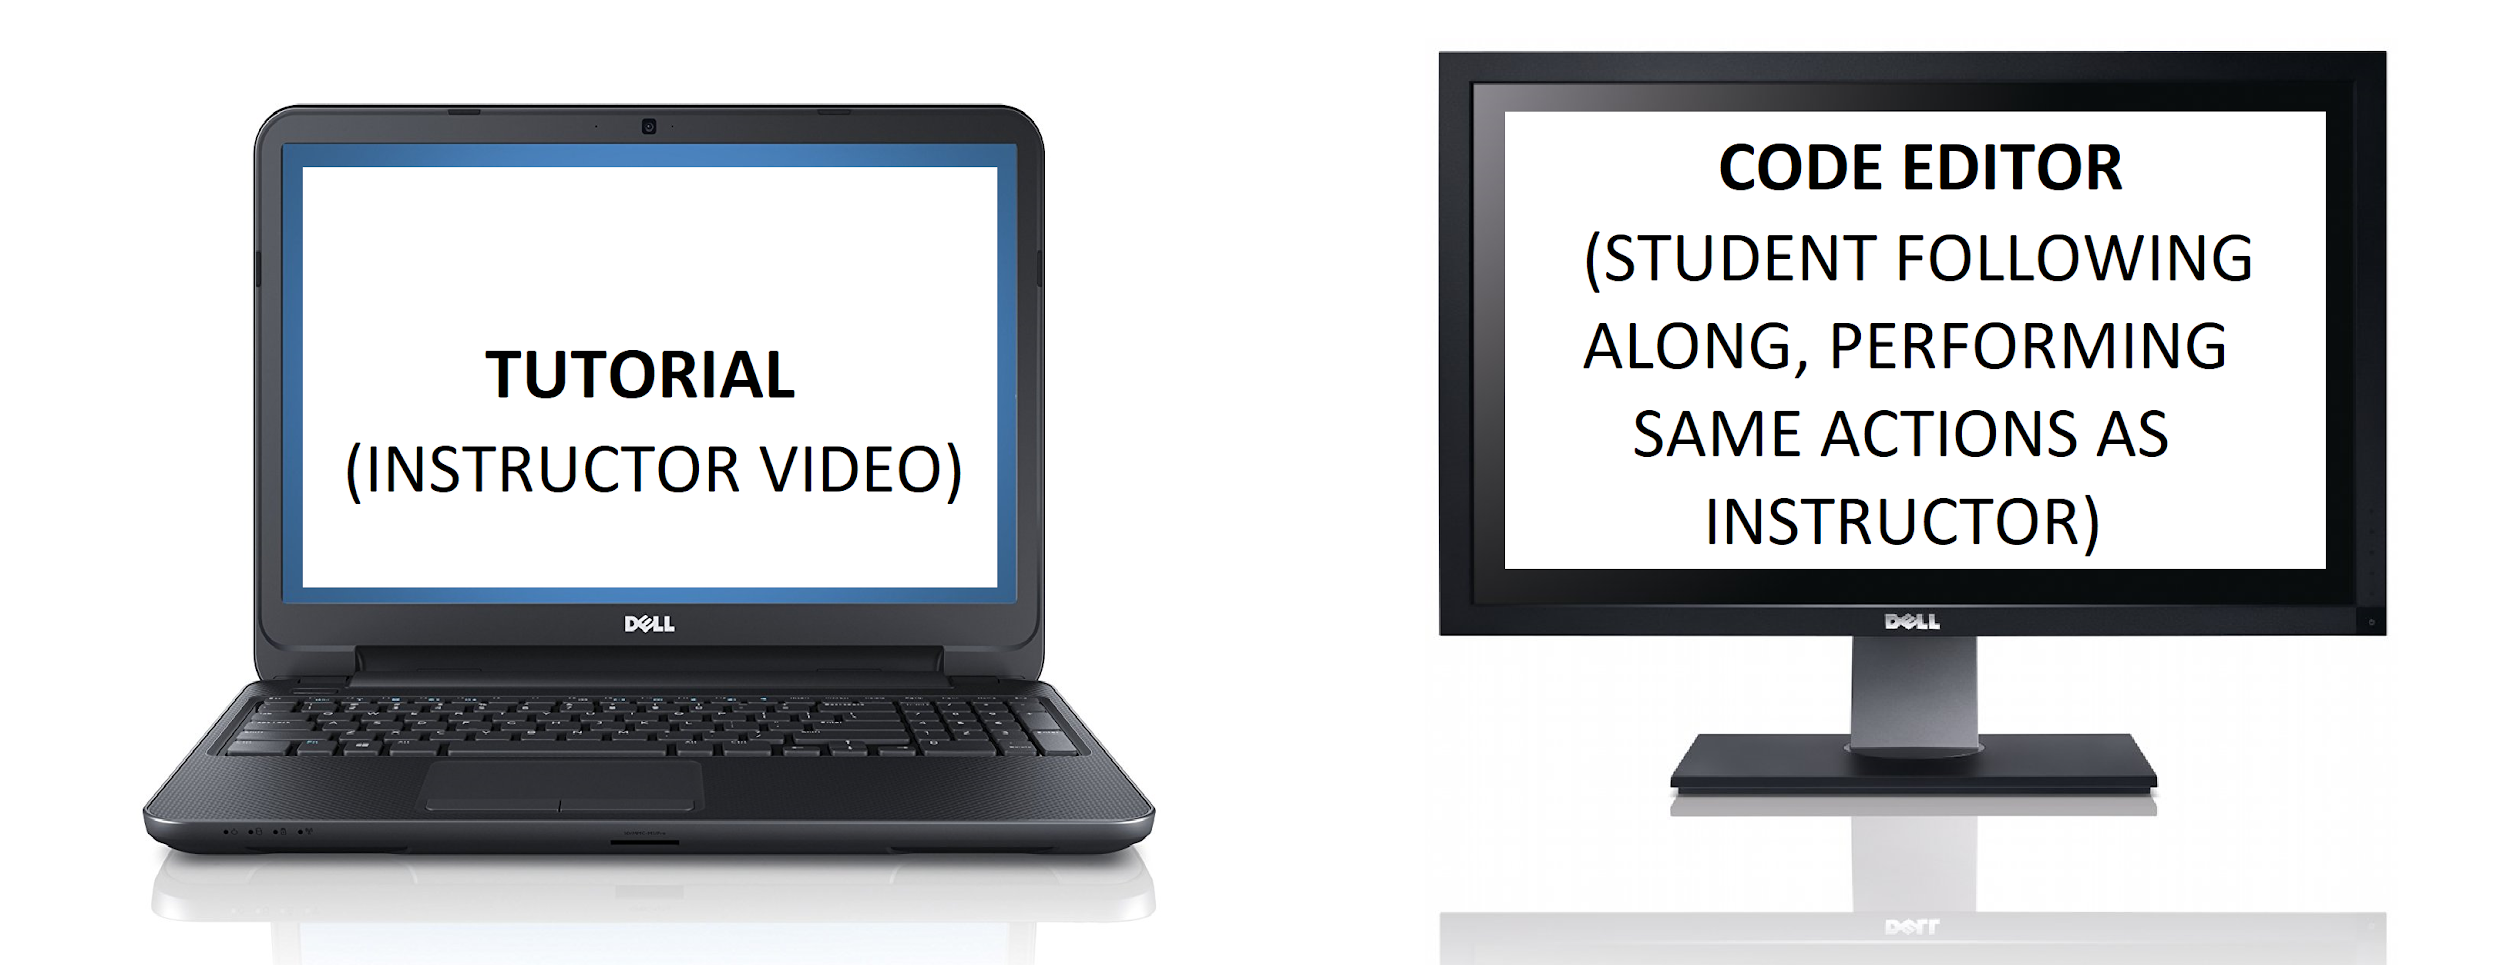 TUTORIAL
(INSTRUCTOR VIDEO)
DELL
CODE EDITOR
(STUDENT FOLLOWING
ALONG, PERFORMING
SAME ACTIONS AS
INSTRUCTOR)
DELL